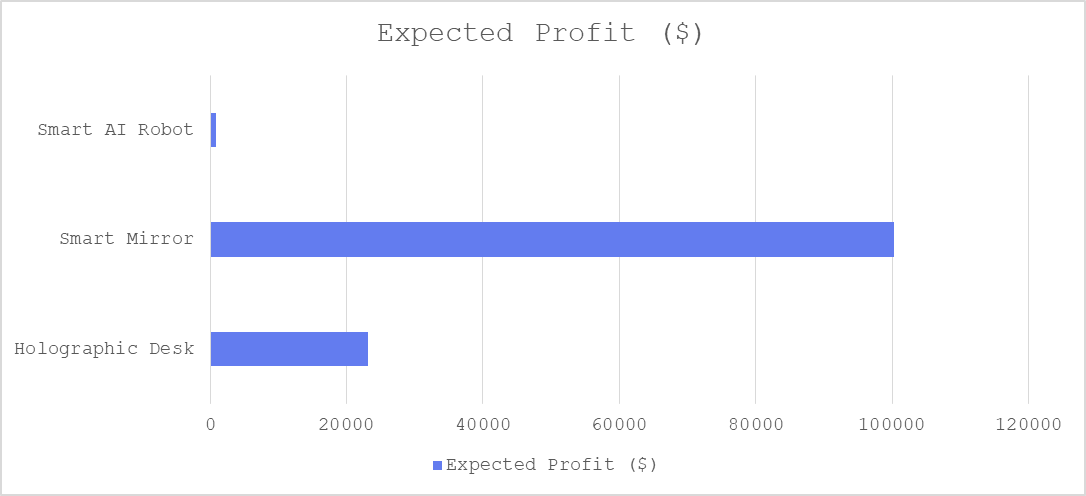 Expected Profit ($)
Smart AI Robot
Smart Mirror
Holographic Desk
0 20000 40000 60000 80000 100000 120000
Expected Profit ($)